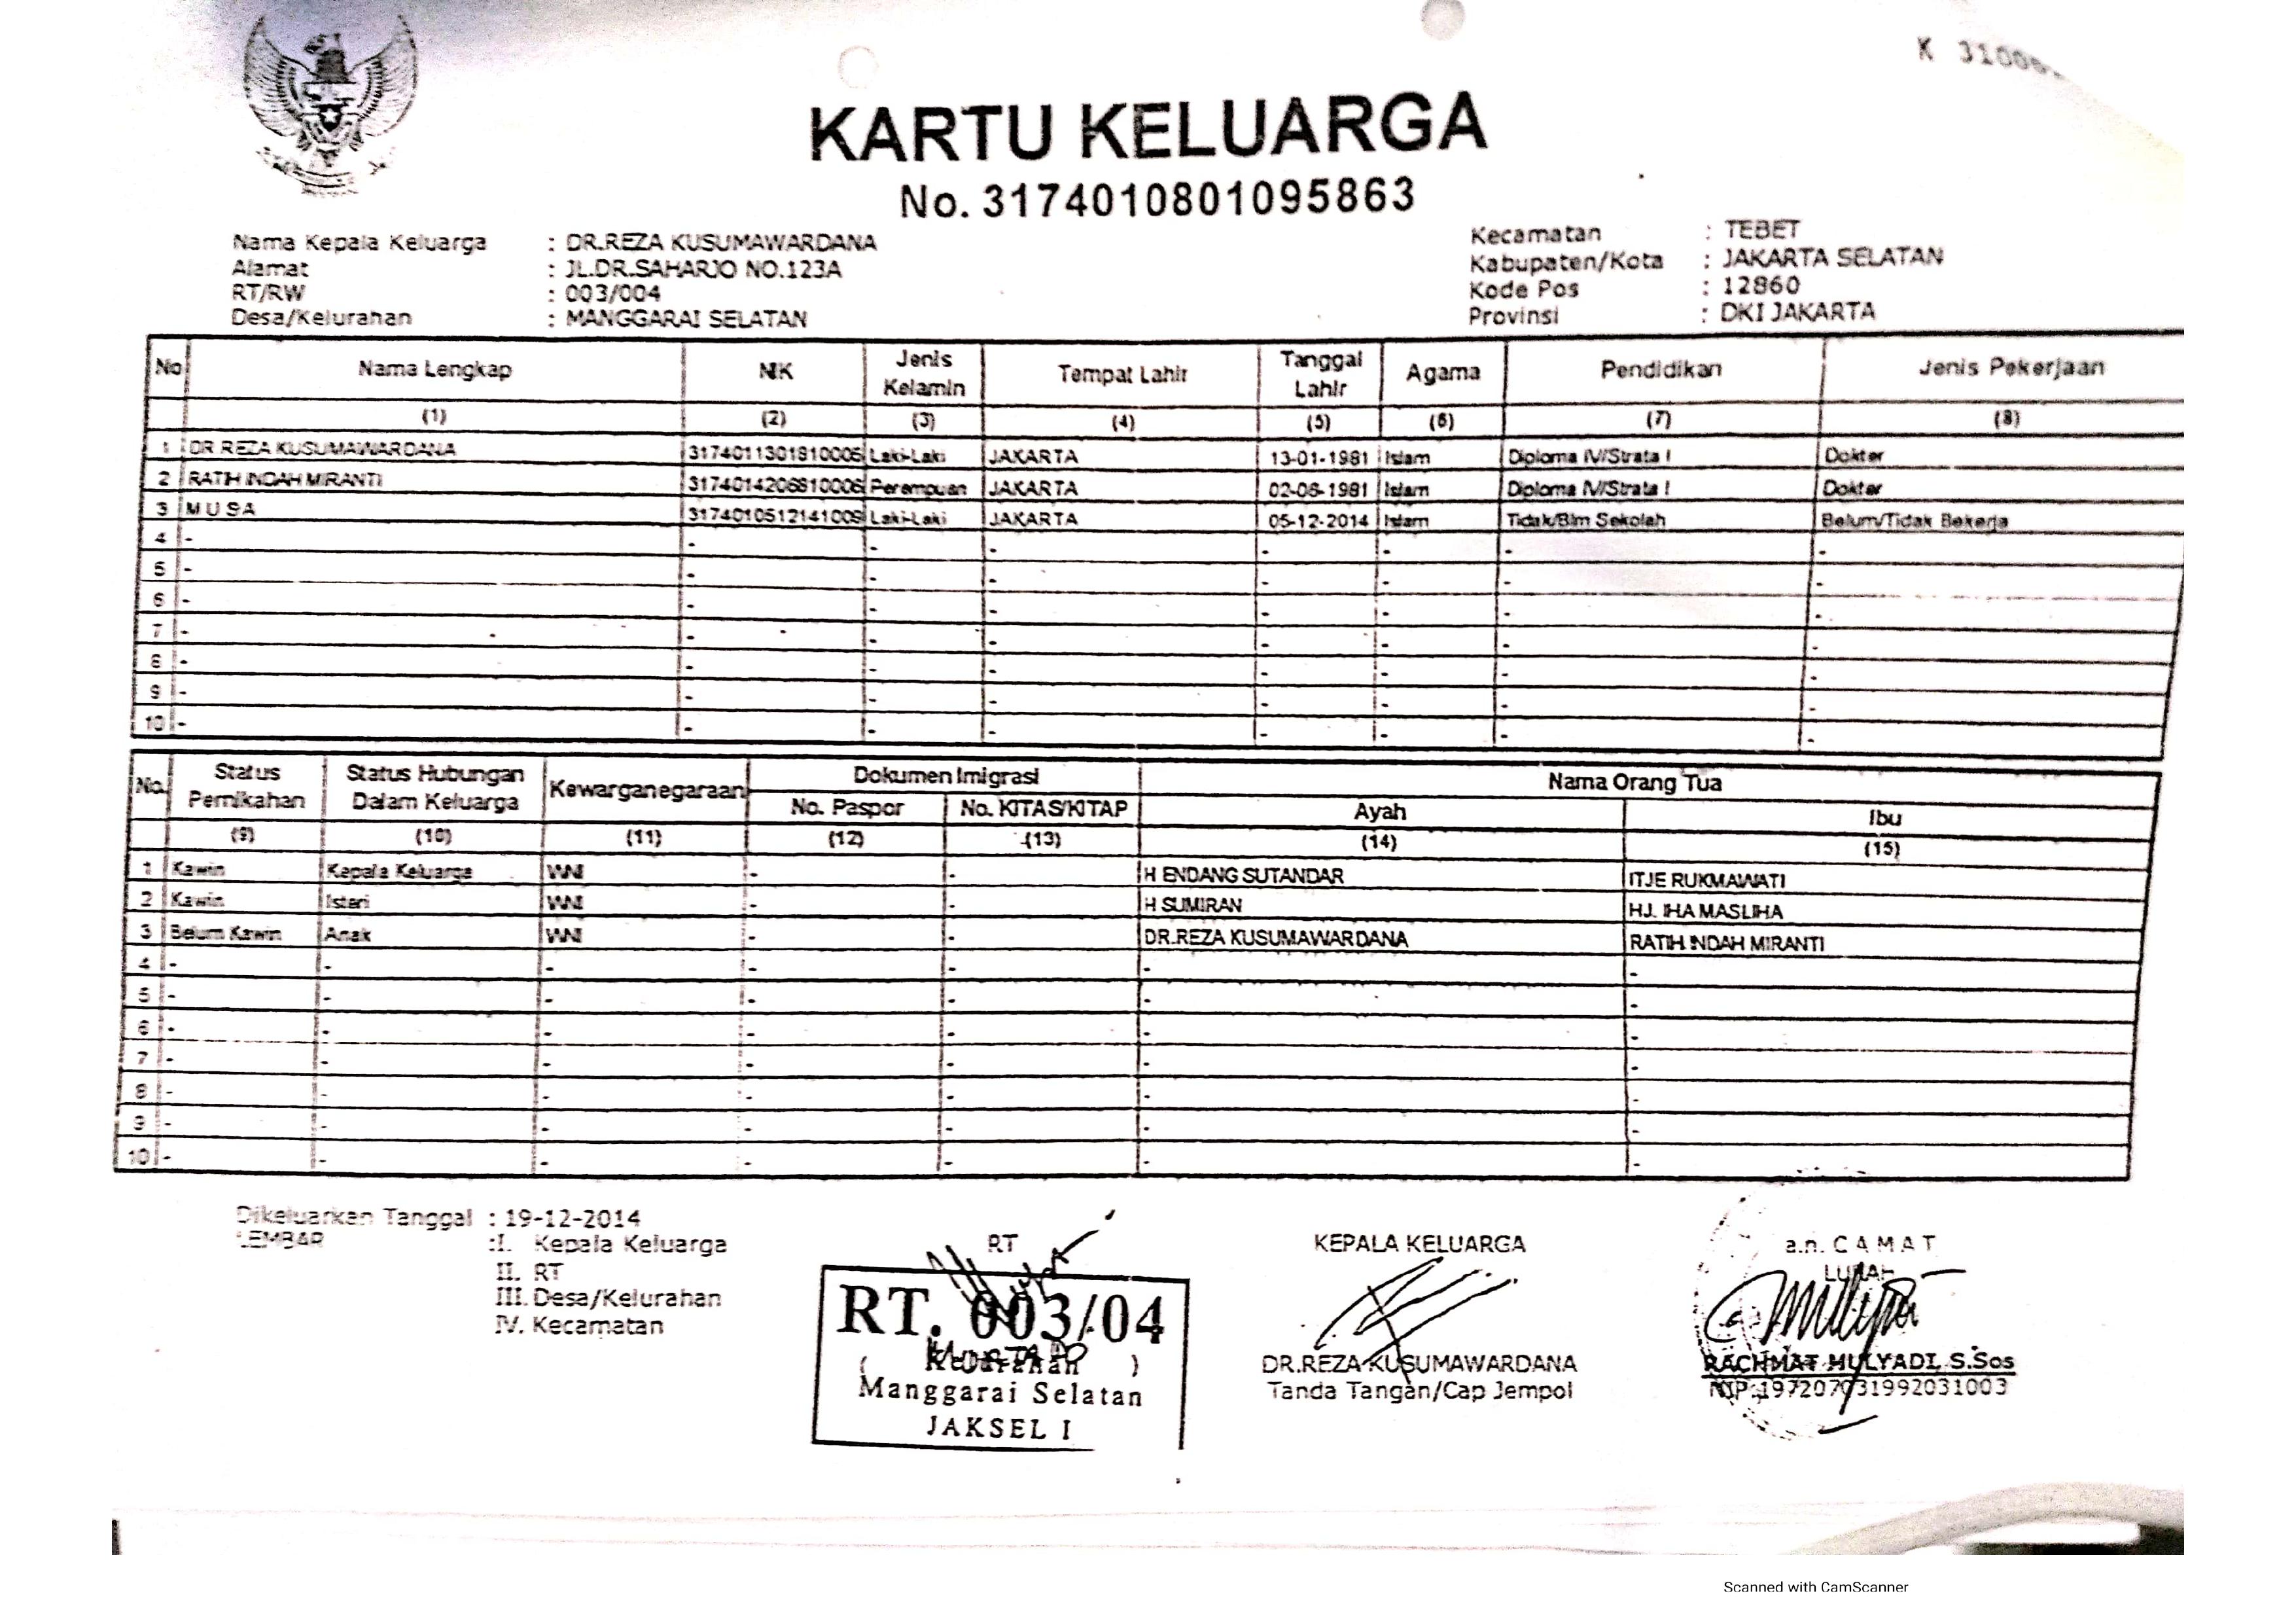 KARTU KELUARGA
No. 3174010801095863
Nama Kepala Keluarga : DR.REZA KUSUMAWARDANA
Alamat : JL.DR.SAHARJO NO.123A
RT/RW : 003/004
Desa/Kelurahan : MANGGARAI SELATAN
Kecamatan : TEBET
Kabupaten/Kota : JAKARTA SELATAN
Kode Pos : 12860
Provinsi : DKI JAKARTA
No Nama Lengkap NIK Jenis Kelamin Tempat Lahir Tanggal Lahir Agama Pendidikan Jenis Pekerjaan
(1) (2) (3) (4) (5) (6) (7) (8)
1 DR REZA KUSUMAWARDANA 3174011301810006 Laki-Laki JAKARTA 13-01-1981 Islam Diploma IV/Strata I Dokter
2 RATIH INDAH MIRANTI 3174014206810006 Perempuan JAKARTA 02-06-1981 Islam Diploma IV/Strata I Dokter
3 M U S A 3174010512141009 Laki-Laki JAKARTA 05-12-2014 Islam Tidak/Blm Sekolah Belum/Tidak Bekerja
4 - - - - - - - -
5 - - - - - - - -
6 - - - - - - - -
7 - - - - - - - -
8 - - - - - - - -
9 - - - - - - - -
10 - - - - - - - -
No. Status Pernikahan Status Hubungan Dalam Keluarga Kewarganegaraan Dokumen Imigrasi Nama Orang Tua
No. Paspor No. KITAS/KITAP Ayah Ibu
(9) (10) (11) (12) (13) (14) (15)
1 Kawin Kepala Keluarga WNI - - H ENDANG SUTANDAR ITJE RUKMAWATI
2 Kawin Isteri WNI - - H SUMIRAN HJ. IHA MASLIHA
3 Belum Kawin Anak WNI - - DR.REZA KUSUMAWARDANA RATIH INDAH MIRANTI
4 - - - - - - -
5 - - - - - - -
6 - - - - - - -
7 - - - - - - -
8 - - - - - - -
9 - - - - - - -
10 - - - - - - -
Dikeluarkan Tanggal : 19-12-2014
LEMBAR :I. Kepala Keluarga
II. RT
III. Desa/Kelurahan
IV. Kecamatan
RT
RT. 003/04
Kelurahan
Manggarai Selatan
JAKSEL I
KEPALA KELUARGA
DR.REZA KUSUMAWARDANA
Tanda Tangan/Cap Jempol
a.n. C A M A T
LURAH
RACHMAT MULYADI, S.Sos
NIP.197207031992031003
Scanned with CamScanner